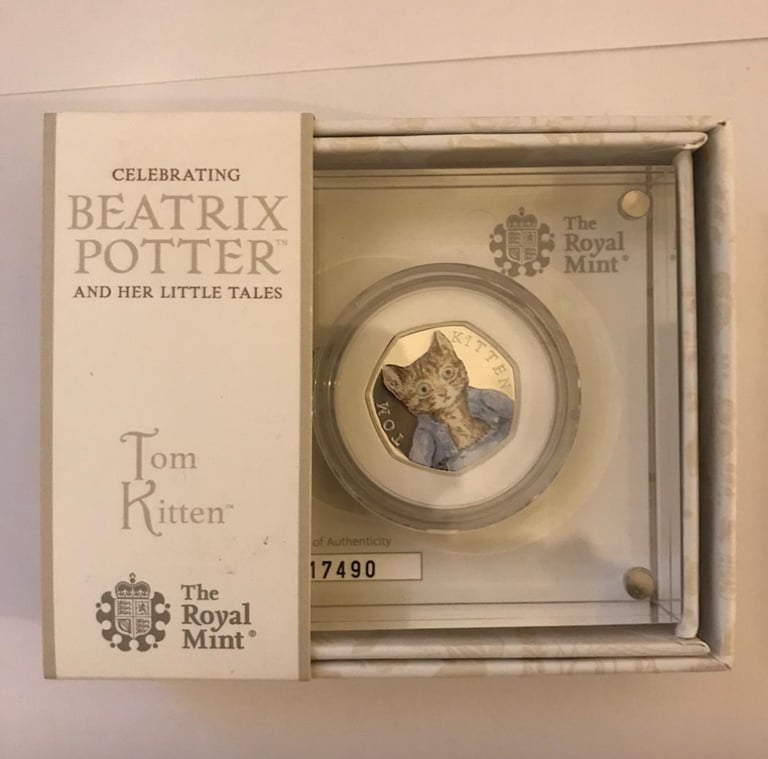 CELEBRATING
BEATRIX
POTTER™
AND HER LITTLE TALES
Tom
Kitten™
The
Royal
Mint®
The
Royal
Mint®
TOM KITTEN
of Authenticity
17490